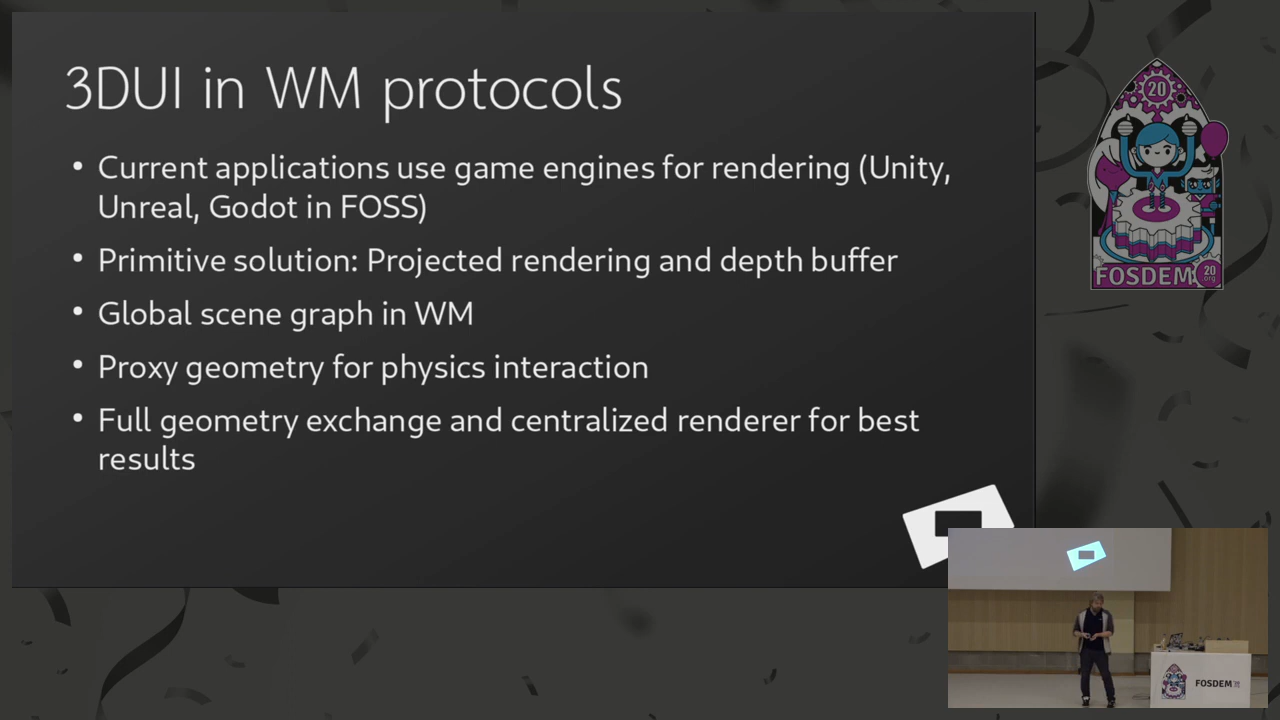 3DUI in WM protocols
• Current applications use game engines for rendering (Unity,
Unreal, Godot in FOSS)
• Primitive solution: Projected rendering and depth buffer
• Global scene graph in WM
• Proxy geometry for physics interaction
• Full geometry exchange and centralized renderer for best
results
20
FOSDEM
20
.org
FOSDEM